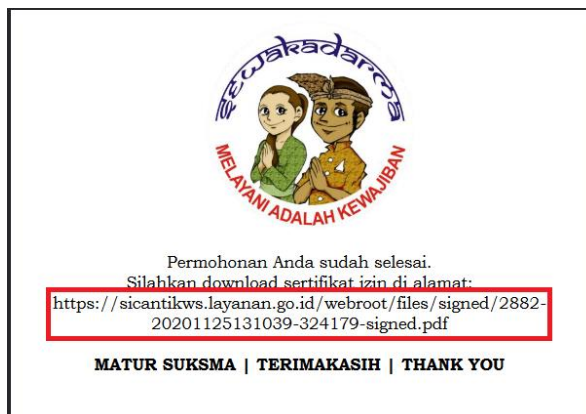 Sewakadarma
MELAYANI ADALAH KEWAJIBAN
Permohonan Anda sudah selesai.
Silahkan download sertifikat izin di alamat:
https://sicantikws.layanan.go.id/webroot/files/signed/2882-
20201125131039-324179-signed.pdf
MATUR SUKSMA | TERIMAKASIH | THANK YOU